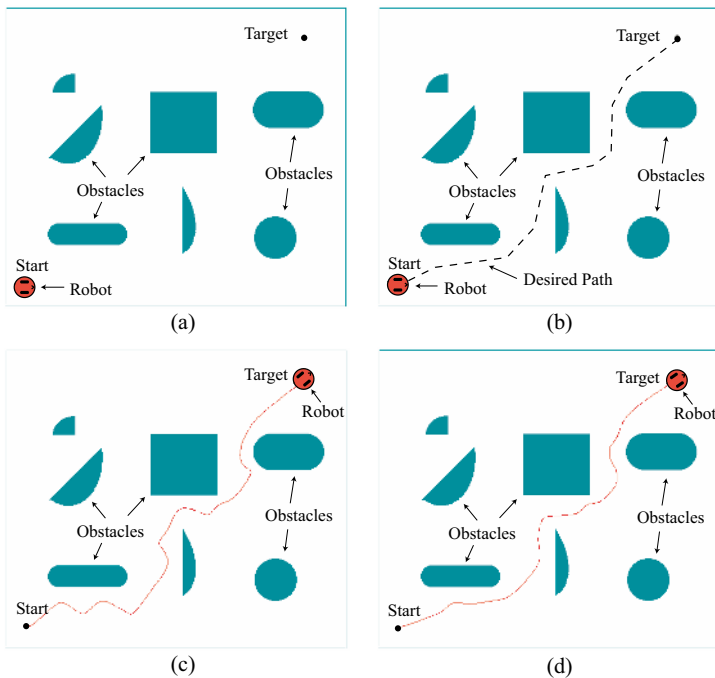 Target
Obstacles
Obstacles
Start
Robot
(a)
Target
Obstacles
Obstacles
Start
Robot
Desired Path
(b)
Target
Robot
Obstacles
Obstacles
Start
(c)
Target
Robot
Obstacles
Obstacles
Start
(d)